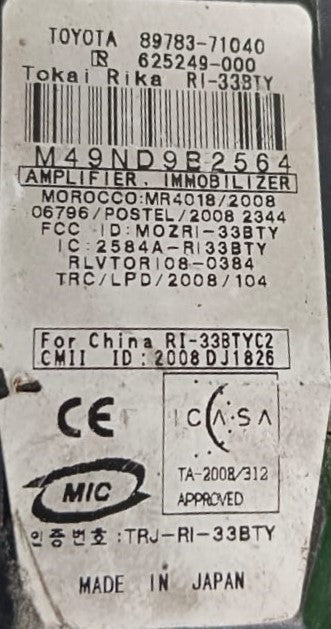 TOYOTA 89783-71040
R 625249-000
Tokai Rika RI-33BTY
M49ND9B2564
AMPLIFIER, IMMOBILIZER
MOROCCO:MR4018/2008
06796/POSTEL/2008 2344
FCC ID:MOZRI-33BTY
IC:2584A-RI33BTY
RLVTORI08-0384
TRC/LPD/2008/104
For China RI-33BTYC2
CMII ID:2008DJ1826
CE
ICASA
TA-2008/312
APPROVED
MIC
인증번호:TRJ-RI-33BTY
MADE IN JAPAN